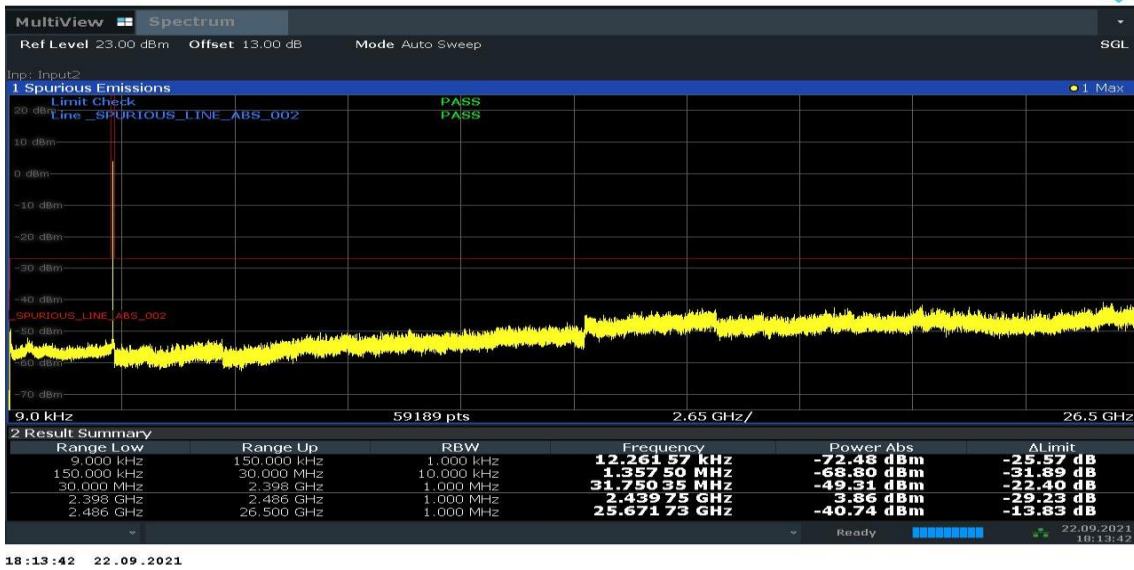 MultiView Spectrum
Ref Level 23.00 dBm Offset 13.00 dB Mode Auto Sweep SGL
Inp: Input2
1 Spurious Emissions 1 Max
Limit Check PASS
20 dBm
Line _SPURIOUS_LINE_ABS_002 PASS
10 dBm
0 dBm
-10 dBm
-20 dBm
-30 dBm
-40 dBm
_SPURIOUS_LINE_ABS_002
-50 dBm
-60 dBm
-70 dBm
9.0 kHz 59189 pts 2.65 GHz/ 26.5 GHz
2 Result Summary
Range Low Range Up RBW Frequency Power Abs ΔLimit
9.000 kHz 150.000 kHz 1.000 kHz 12.261 57 kHz -72.48 dBm -25.57 dB
150.000 kHz 30.000 MHz 10.000 kHz 1.357 50 MHz -68.80 dBm -31.89 dB
30.000 MHz 2.398 GHz 1.000 MHz 31.750 35 MHz -49.31 dBm -22.40 dB
2.398 GHz 2.486 GHz 1.000 MHz 2.439 75 GHz 3.86 dBm -29.23 dB
2.486 GHz 26.500 GHz 1.000 MHz 25.671 73 GHz -40.74 dBm -13.83 dB
Ready 22.09.2021
18:13:42
18:13:42 22.09.2021